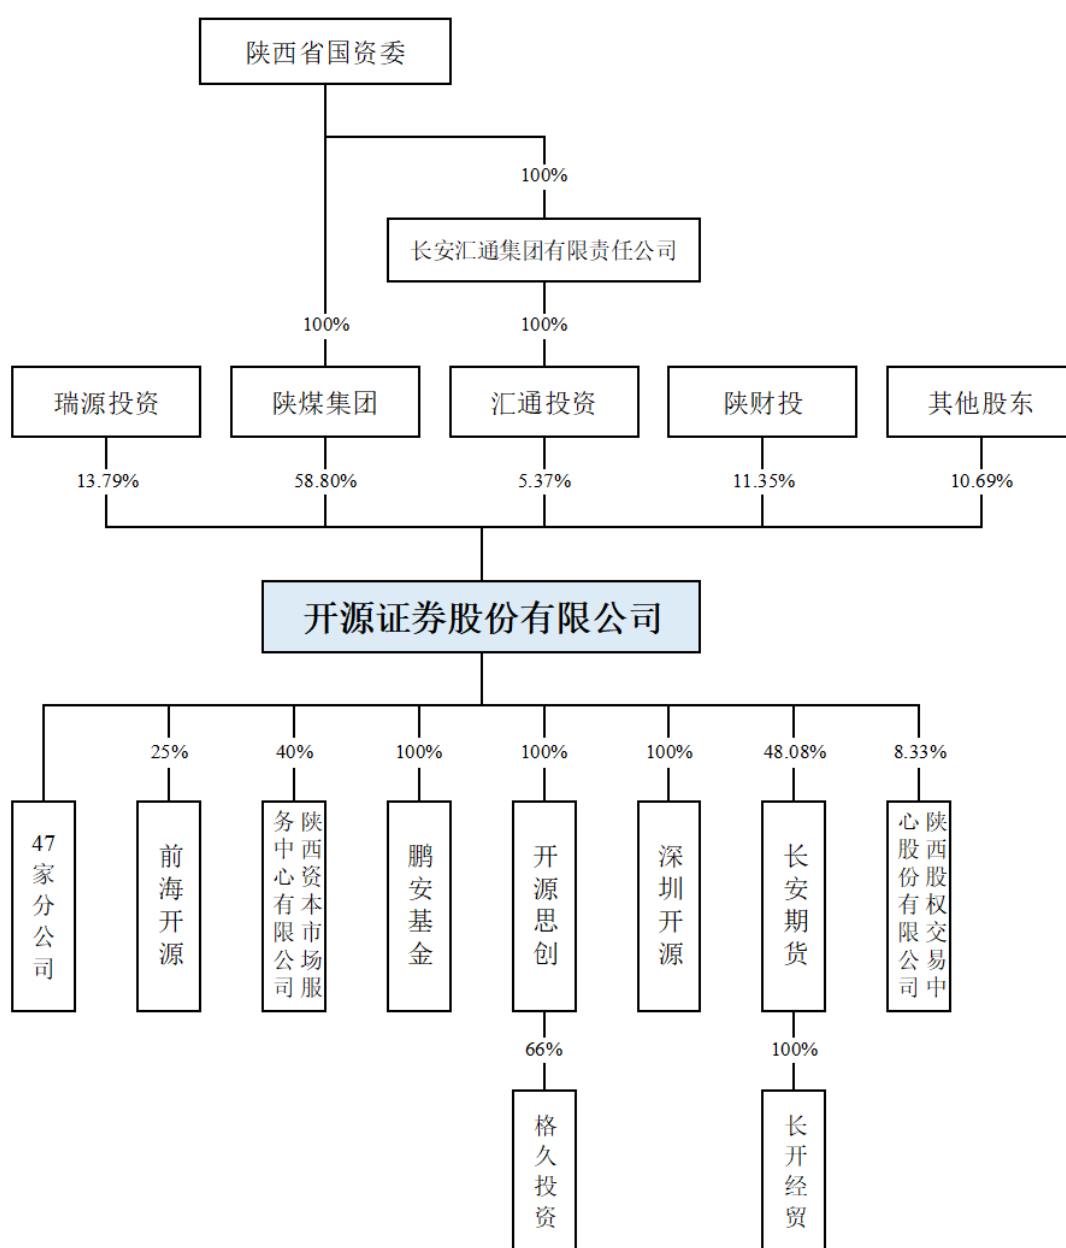 陕西省国资委
100%
长安汇通集团有限责任公司
100%
100%
瑞源投资
陕煤集团
汇通投资
陕财投
其他股东
13.79%
58.80%
5.37%
11.35%
10.69%
开源证券股份有限公司
25%
40%
100%
100%
100%
48.08%
8.33%
47家分公司
前海开源
陕西资本市场服
务中心有限公司
鹏安基金
开源思创
深圳开源
长安期货
陕西股权交易中
心股份有限公司
66%
100%
格久投资
长开经贸